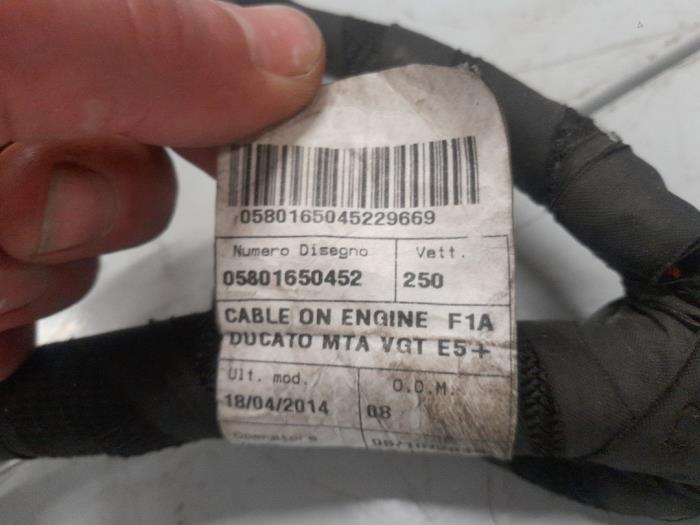 0580165045229669
Numero Disegno Vett.
05801650452 250
CABLE ON ENGINE F1A
DUCATO MTA VGT E5+
Ult. mod. O.D.M.
18/04/2014 08
Operatore